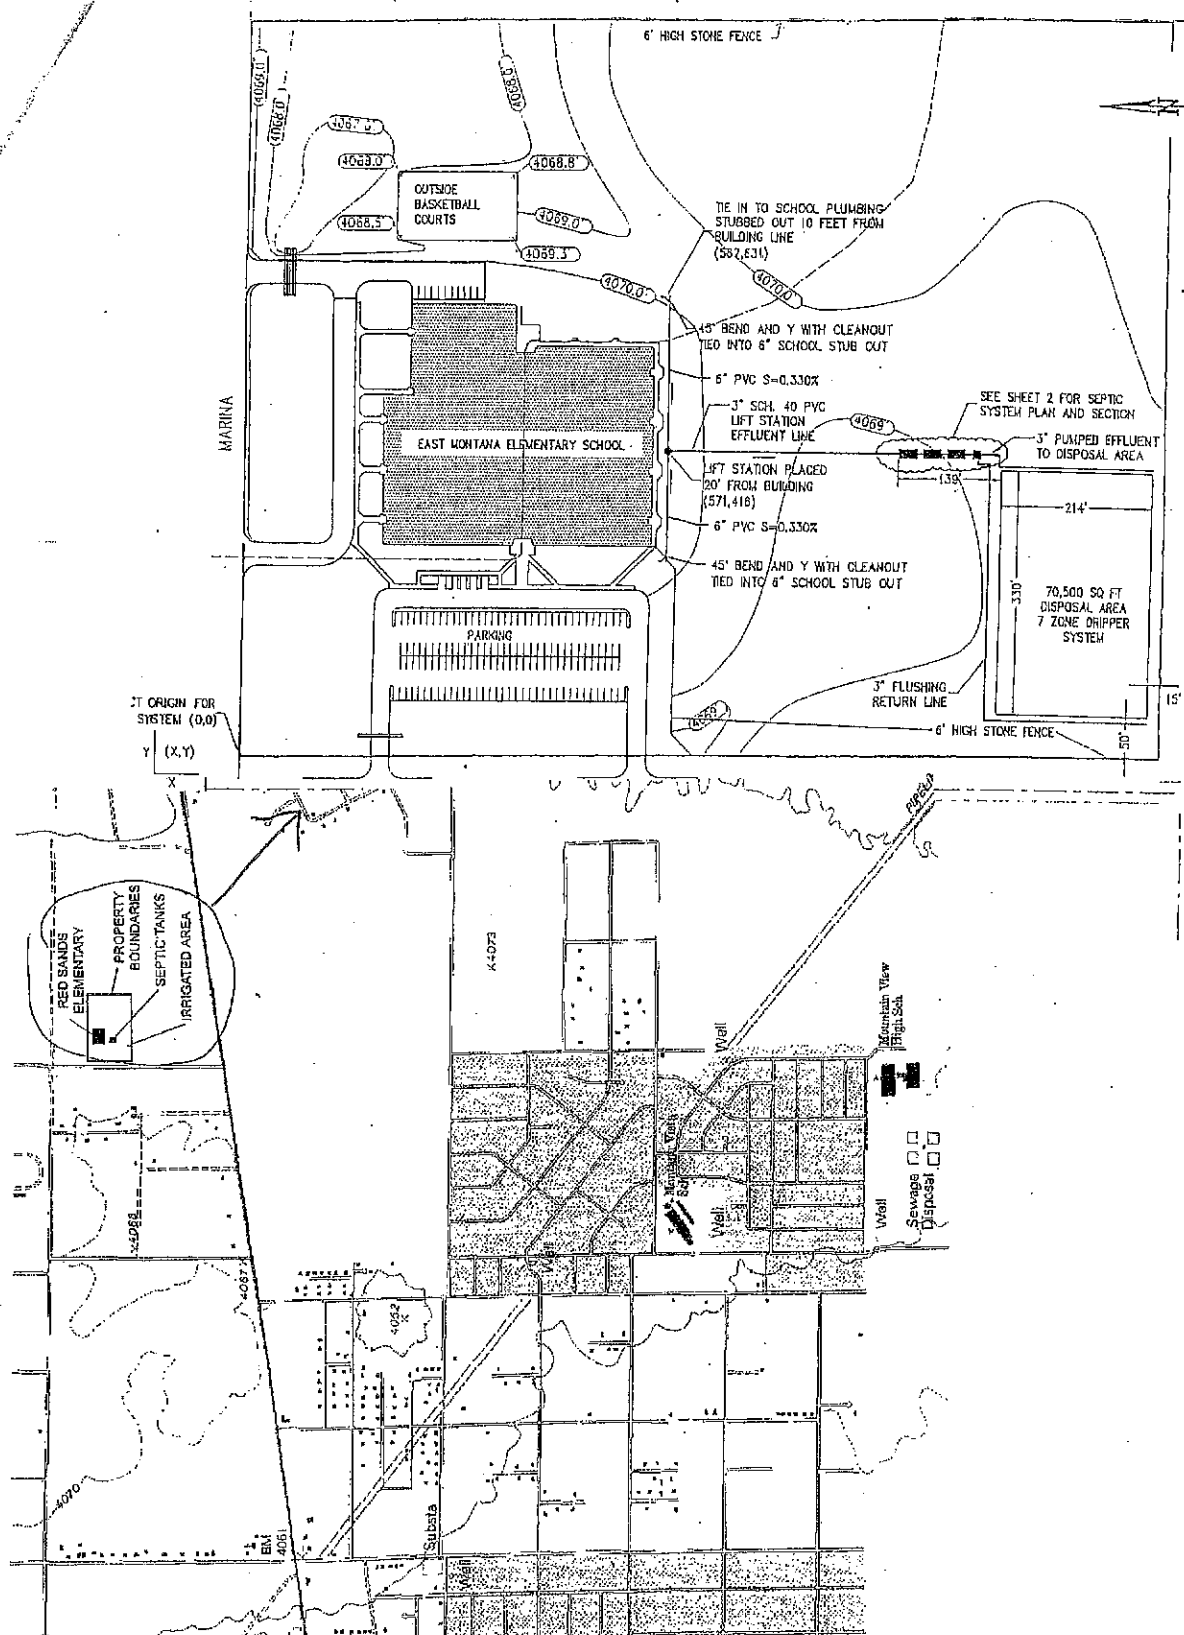 6' HIGH STONE FENCE
(4069.0')
(4068.0')
4068.0'
(4068.0')
4068.8'
OUTSIDE
BASKETBALL
COURTS
4068.5'
4069.0'
4069.3'
N
TIE IN TO SCHOOL PLUMBING
STUBBED OUT 10 FEET FROM
BUILDING LINE
(587,631)
4070.0'
4070.0'
45° BEND AND Y WITH CLEANOUT
TIED INTO 6" SCHOOL STUB OUT
6" PVC S=0.330%
MARINA
3" SCH. 40 PVC
LIFT STATION
EFFLUENT LINE
4069'
SEE SHEET 2 FOR SEPTIC
SYSTEM PLAN AND SECTION
3" PUMPED EFFLUENT
TO DISPOSAL AREA
EAST MONTANA ELEMENTARY SCHOOL
LIFT STATION PLACED
20' FROM BUILDING
(571,416)
139'
214'
6" PVC S=0.330%
45° BEND AND Y WITH CLEANOUT
TIED INTO 6" SCHOOL STUB OUT
330'
70,500 SQ FT
DISPOSAL AREA
7 ZONE DRIPPER
SYSTEM
PARKING
3" FLUSHING
RETURN LINE
15'
CT ORIGIN FOR
SYSTEM (0,0)
Y (X,Y)
X
6' HIGH STONE FENCE
50'
PIPELINE
RED SANDS
ELEMENTARY
PROPERTY
BOUNDARIES
SEPTIC TANKS
IRRIGATED AREA
X4073
Well
Mountain View
High Sch
Mountain View
Sch
Well
Well
Sewage
Disposal
Well
X4068
4067
4062
X
4070
BM
4061
Substa
Well